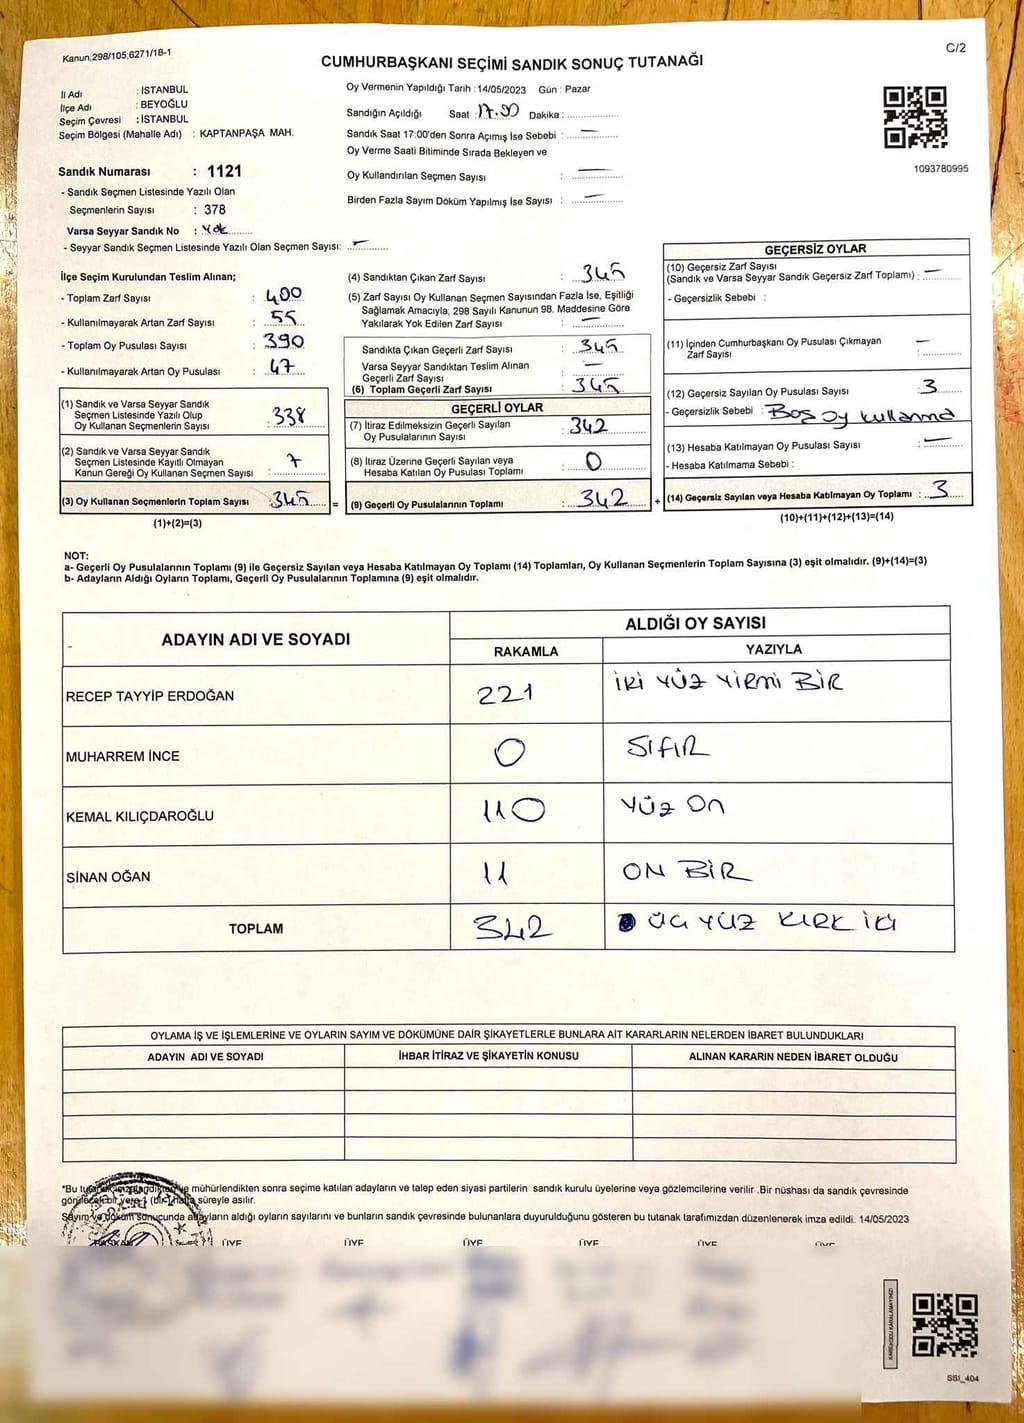 Kanun;298/105,6271/18-1
C/2
CUMHURBAŞKANI SEÇİMİ SANDIK SONUÇ TUTANAĞI
İl Adı : İSTANBUL
İlçe Adı : BEYOĞLU
Seçim Çevresi : İSTANBUL
Seçim Bölgesi (Mahalle Adı) : KAPTANPAŞA MAH.
Oy Vermenin Yapıldığı Tarih : 14/05/2023 Gün : Pazar
Sandığın Açıldığı Saat : 17.00 Dakika :
Sandık Saat 17:00'den Sonra Açımış İse Sebebi : —
Oy Verme Saati Bitiminde Sırada Bekleyen ve
Oy Kullandırılan Seçmen Sayısı : —
Birden Fazla Sayım Döküm Yapılmış İse Sayısı : —
1093780995
Sandık Numarası : 1121
- Sandık Seçmen Listesinde Yazılı Olan
Seçmenlerin Sayısı : 378
Varsa Seyyar Sandık No : Yok
- Seyyar Sandık Seçmen Listesinde Yazılı Olan Seçmen Sayısı: —
İlçe Seçim Kurulundan Teslim Alınan;
- Toplam Zarf Sayısı : 400
- Kullanılmayarak Artan Zarf Sayısı : 55
- Toplam Oy Pusulası Sayısı : 390
- Kullanılmayarak Artan Oy Pusulası : 47
(1) Sandık ve Varsa Seyyar Sandık
Seçmen Listesinde Yazılı Olup
Oy Kullanan Seçmenlerin Sayısı : 338
(2) Sandık ve Varsa Seyyar Sandık
Seçmen Listesinde Kayıtlı Olmayan
Kanun Gereği Oy Kullanan Seçmen Sayısı : 7
(3) Oy Kullanan Seçmenlerin Toplam Sayısı : 345 =
(1)+(2)=(3)
(4) Sandıktan Çıkan Zarf Sayısı : 345
(5) Zarf Sayısı Oy Kullanan Seçmen Sayısından Fazla İse, Eşitliği
Sağlamak Amacıyla; 298 Sayılı Kanunun 98. Maddesine Göre
Yakılarak Yok Edilen Zarf Sayısı : —
Sandıkta Çıkan Geçerli Zarf Sayısı : 345
Varsa Seyyar Sandıktan Teslim Alınan
Geçerli Zarf Sayısı : —
(6) Toplam Geçerli Zarf Sayısı : 345
GEÇERLİ OYLAR
(7) İtiraz Edilmeksizin Geçerli Sayılan
Oy Pusulalarının Sayısı : 342
(8) İtiraz Üzerine Geçerli Sayılan veya
Hesaba Katılan Oy Pusulası Toplamı : 0
(9) Geçerli Oy Pusulalarının Toplamı : 342 +
GEÇERSİZ OYLAR
(10) Geçersiz Zarf Sayısı
(Sandık ve Varsa Seyyar Sandık Geçersiz Zarf Toplamı) : —
- Geçersizlik Sebebi :
(11) İçinden Cumhurbaşkanı Oy Pusulası Çıkmayan
Zarf Sayısı : —
(12) Geçersiz Sayılan Oy Pusulası Sayısı : 3
- Geçersizlik Sebebi : Boş oy kullanma
(13) Hesaba Katılmayan Oy Pusulası Sayısı : —
- Hesaba Katılmama Sebebi :
(14) Geçersiz Sayılan veya Hesaba Katılmayan Oy Toplamı : 3
(10)+(11)+(12)+(13)=(14)
NOT:
a- Geçerli Oy Pusulalarının Toplamı (9) ile Geçersiz Sayılan veya Hesaba Katılmayan Oy Toplamı (14) Toplamları, Oy Kullanan Seçmenlerin Toplam Sayısına (3) eşit olmalıdır. (9)+(14)=(3)
b- Adayların Aldığı Oyların Toplamı, Geçerli Oy Pusulalarının Toplamına (9) eşit olmalıdır.
ADAYIN ADI VE SOYADI
ALDIĞI OY SAYISI
RAKAMLA YAZIYLA
RECEP TAYYİP ERDOĞAN 221 İKİ YÜZ YİRMİ BİR
MUHARREM İNCE 0 SIFIR
KEMAL KILIÇDAROĞLU 110 YÜZ ON
SİNAN OĞAN 11 ON BİR
TOPLAM 342 ÜÇ YÜZ KIRK İKİ
OYLAMA İŞ VE İŞLEMLERİNE VE OYLARIN SAYIM VE DÖKÜMÜNE DAİR ŞİKAYETLERLE BUNLARA AİT KARARLARIN NELERDEN İBARET BULUNDUKLARI
ADAYIN ADI VE SOYADI İHBAR İTİRAZ VE ŞİKAYETİN KONUSU ALINAN KARARIN NEDEN İBARET OLDUĞU
*Bu tutanak imzalandıktan ve mühürlendikten sonra seçime katılan adayların ve talep eden siyasi partilerin sandık kurulu üyelerine veya gözlemcilerine verilir .Bir nüshası da sandık çevresinde
görülecek bir yere 1 (bir) hafta süreyle asılır.
Sayım ve döküm sonucunda adayların aldığı oyların sayılarını ve bunların sandık çevresinde bulunanlara duyurulduğunu gösteren bu tutanak tarafımızdan düzenlenerek imza edildi. 14/05/2023
BAŞKAN ÜYE ÜYE ÜYE ÜYE ÜYE ÜYE
KAREKODU KARALAMAYINIZ!
SSI_404